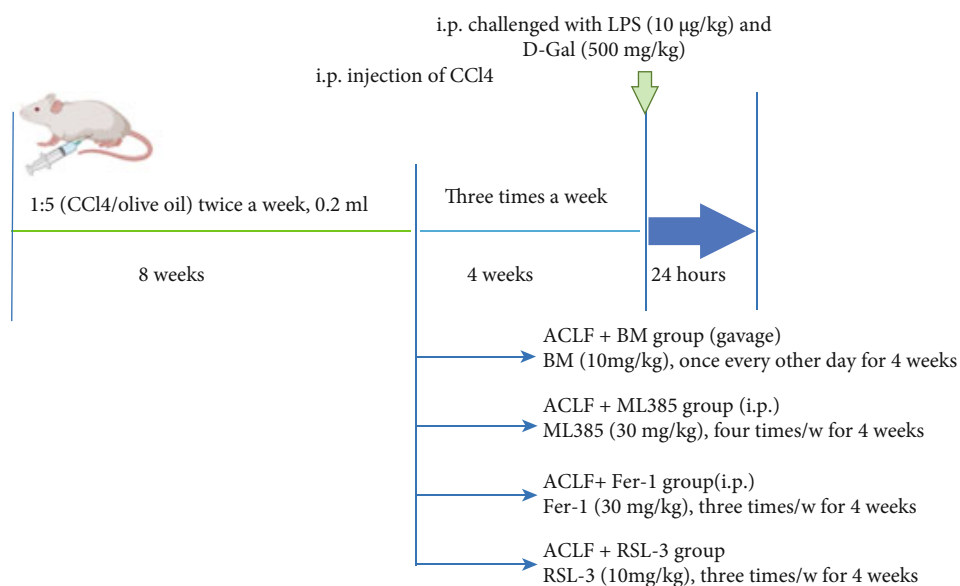 i.p. challenged with LPS (10 µg/kg) and
D-Gal (500 mg/kg)
i.p. injection of CCl4
1:5 (CCl4/olive oil) twice a week, 0.2 ml
Three times a week
8 weeks
4 weeks
24 hours
ACLF + BM group (gavage)
BM (10mg/kg), once every other day for 4 weeks
ACLF + ML385 group (i.p.)
ML385 (30 mg/kg), four times/w for 4 weeks
ACLF+ Fer-1 group(i.p.)
Fer-1 (30 mg/kg), three times/w for 4 weeks
ACLF + RSL-3 group
RSL-3 (10mg/kg), three times/w for 4 weeks